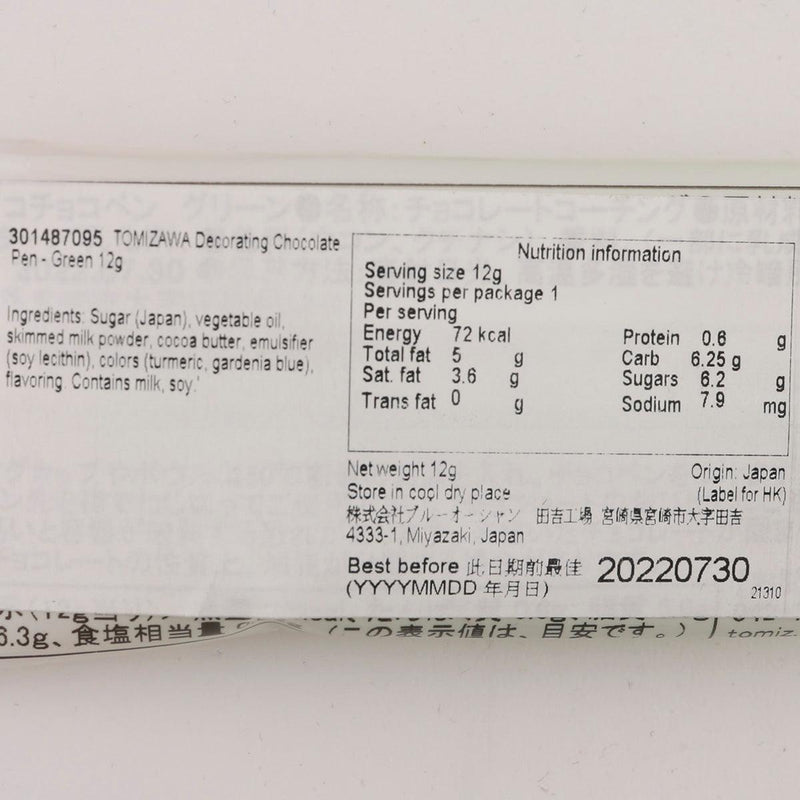 301487095 TOMIZAWA Decorating Chocolate
Pen - Green 12g
Ingredients: Sugar (Japan), vegetable oil,
skimmed milk powder, cocoa butter, emulsifier
(soy lecithin), colors (turmeric, gardenia blue),
flavoring. Contains milk, soy.
Nutrition information
Serving size 12g
Servings per package 1
Per serving
Energy 72 kcal Protein 0.6 g
Total fat 5 g Carb 6.25 g
Sat. fat 3.6 g Sugars 6.2 g
Trans fat 0 g Sodium 7.9 mg
Net weight 12g Origin: Japan
Store in cool dry place (Label for HK)
株式会社ブルーオーシャン 田吉工場 宮崎県宮崎市大字田吉
4333-1, Miyazaki, Japan
Best before 此日期前最佳 20220730
(YYYYMMDD 年月日) 21310
6.3g、食塩相当量 (この表示値は、目安です。) tomiz